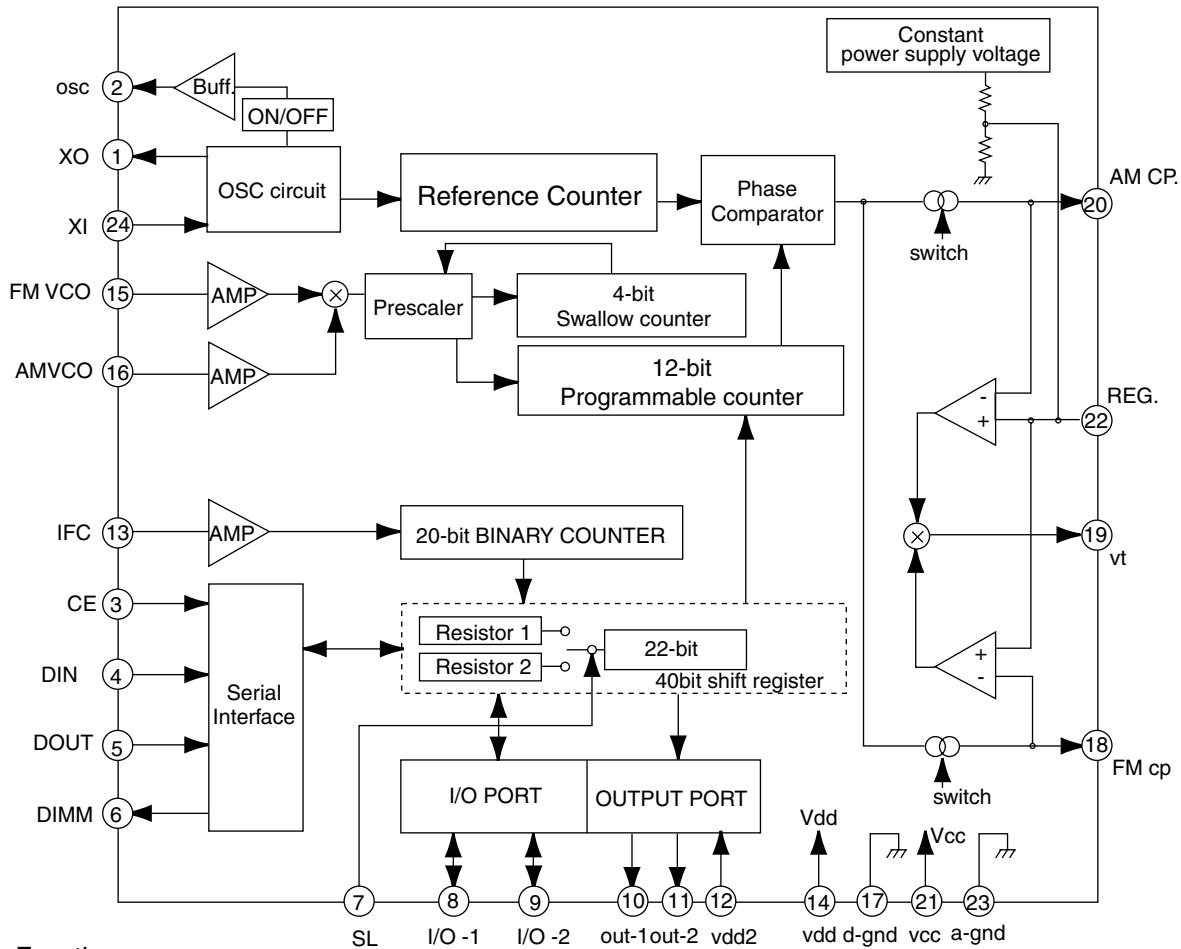 Constant
power supply voltage
osc
2
Buff.
ON/OFF
XO
1
OSC circuit
Reference Counter
Phase
Comparator
AM CP.
20
XI
24
switch
FM VCO
15
AMP
Prescaler
4-bit
Swallow counter
AMVCO
16
AMP
12-bit
Programmable counter
-
+
REG.
22
IFC
13
AMP
20-bit BINARY COUNTER
19
vt
CE
3
Resistor 1
22-bit
Resistor 2
40bit shift register
DIN
4
Serial
Interface
+
-
DOUT
5
18
FM cp
switch
DIMM
6
I/O PORT
OUTPUT PORT
Vdd
Vcc
7
8
9
10
11
12
14
17
21
23
SL
I/O -1
I/O -2
out-1
out-2
vdd2
vdd
d-gnd
vcc
a-gnd